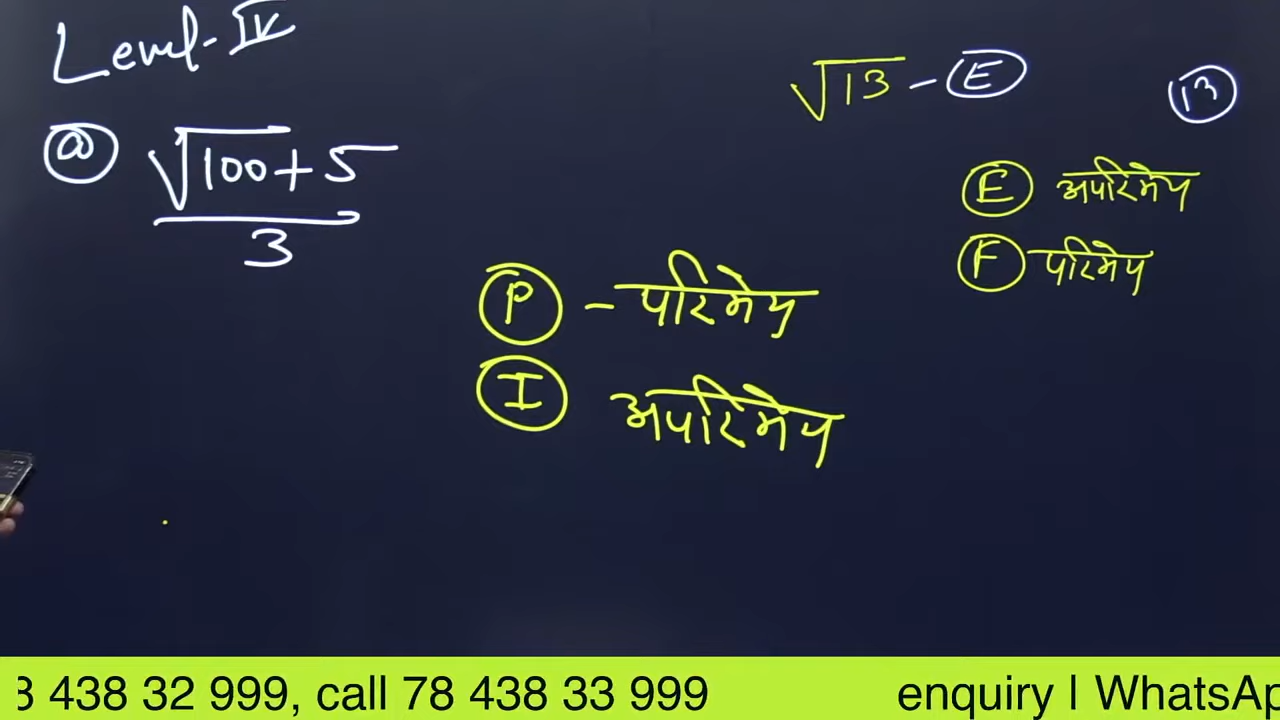 Level-IV
√13 - E
13
@ √100 + 5
3
E अपरिमेय
F परिमेय
P - परिमेय
I अपरिमेय
438 32 999, call 78 438 33 999 enquiry | WhatsAp